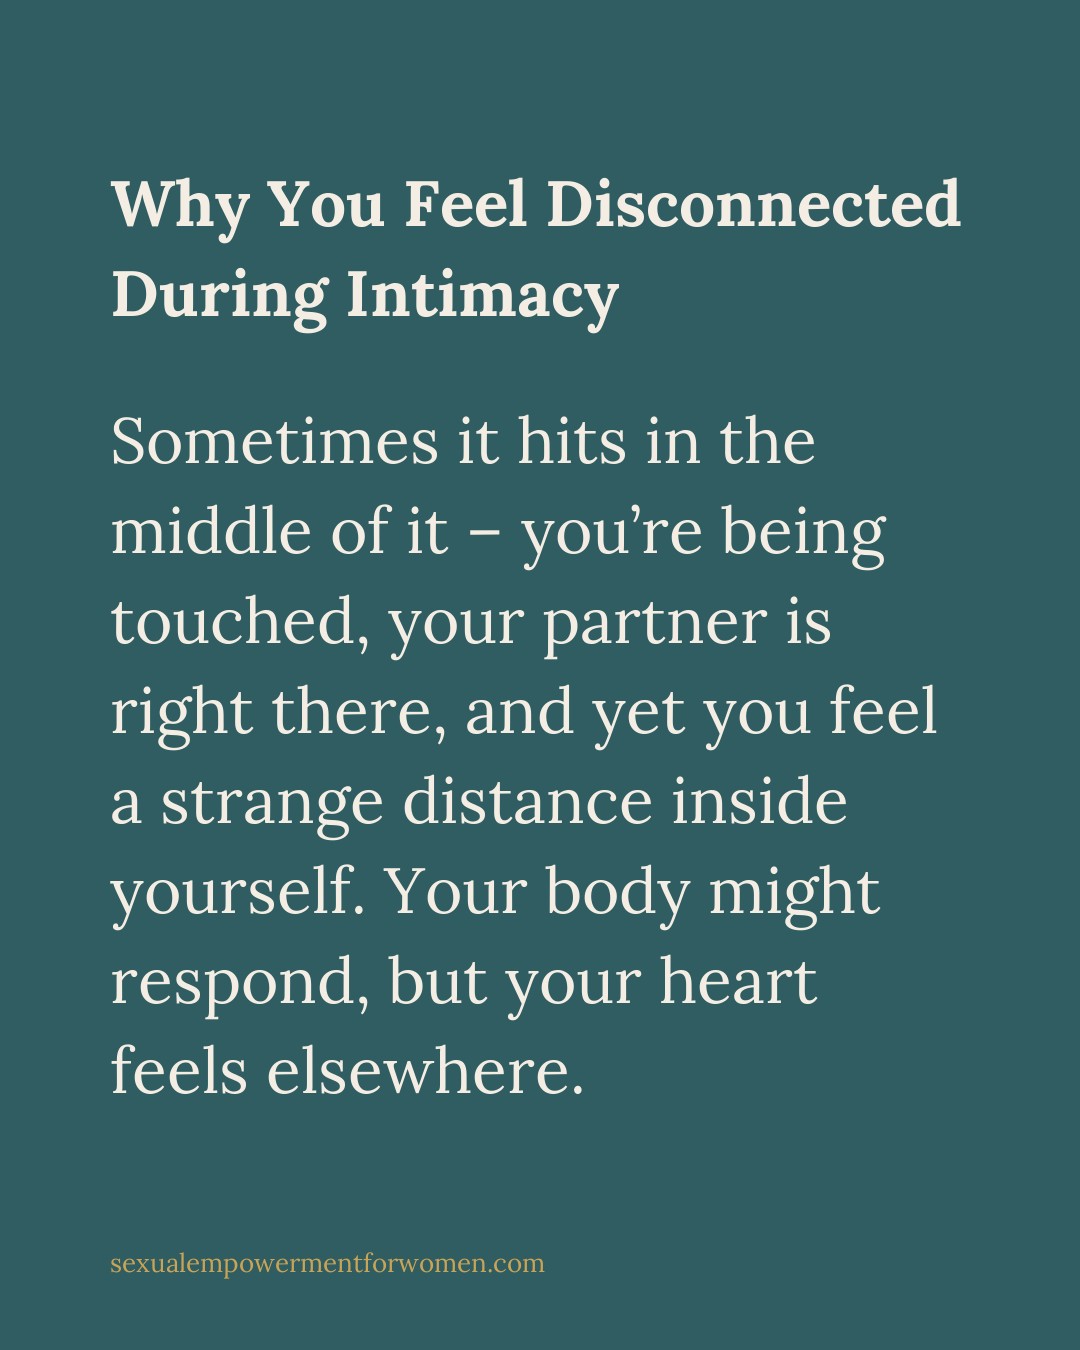 Why You Feel Disconnected
During Intimacy
Sometimes it hits in the
middle of it – you’re being
touched, your partner is
right there, and yet you feel
a strange distance inside
yourself. Your body might
respond, but your heart
feels elsewhere.
sexualempowermentforwomen.com